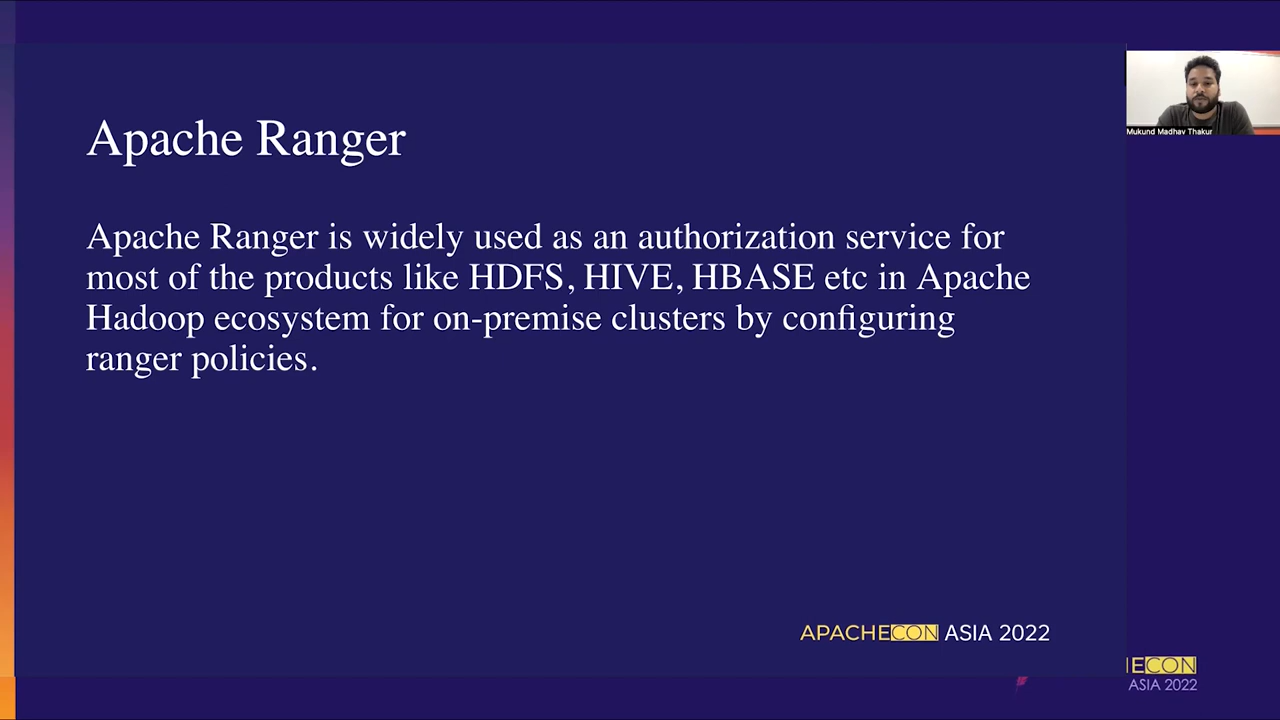 Apache Ranger
Apache Ranger is widely used as an authorization service for
most of the products like HDFS, HIVE, HBASE etc in Apache
Hadoop ecosystem for on-premise clusters by configuring
ranger policies.
Mukund Madhav Thakur
APACHECON ASIA 2022
ECON
ASIA 2022